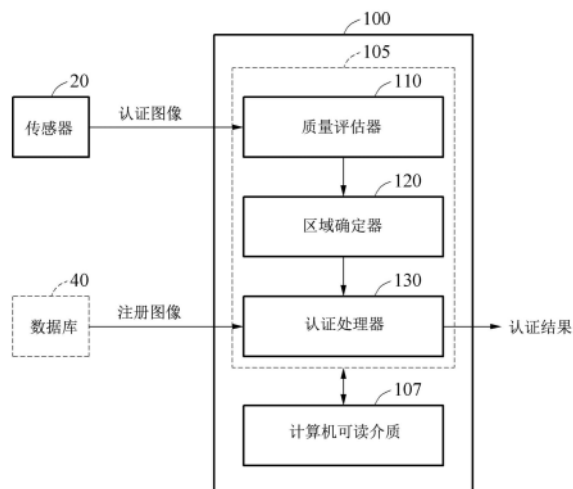 100
105
20
110
传感器
认证图像
质量评估器
120
区域确定器
40
130
数据库
注册图像
认证处理器
认证结果
107
计算机可读介质